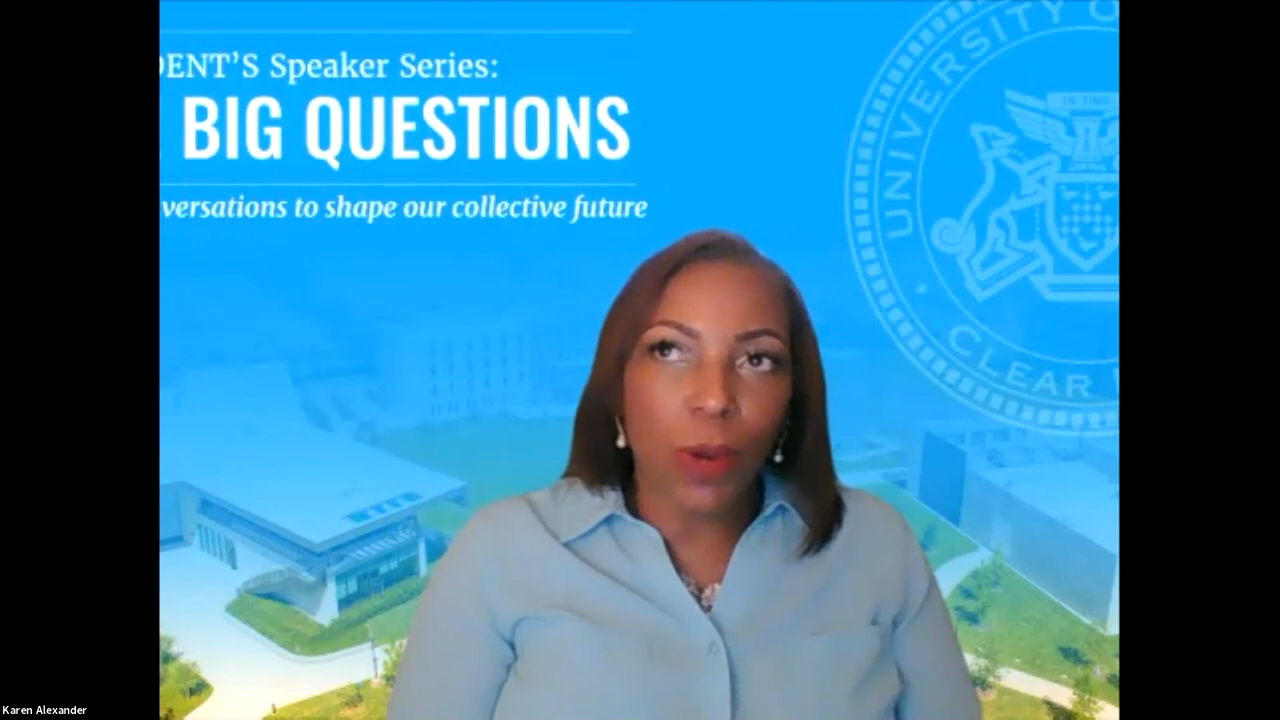 DENT’S Speaker Series:
BIG QUESTIONS
versations to shape our collective future
UNIVERSITY O
IN TIME
CLEAR
Karen Alexander